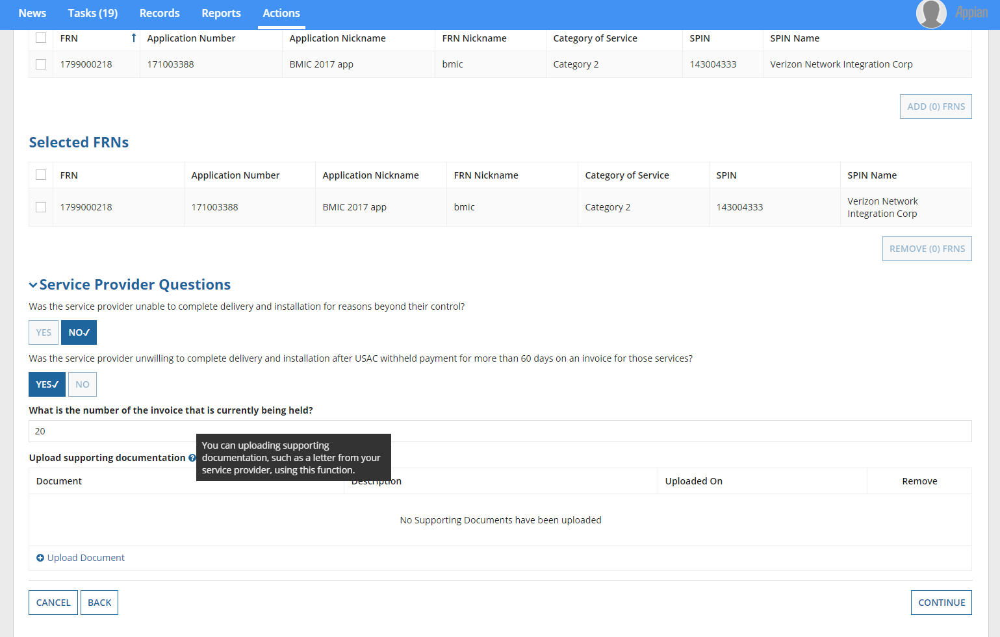 News Tasks (19) Records Reports Actions Appian
FRN Application Number Application Nickname FRN Nickname Category of Service SPIN SPIN Name
1799000218 171003388 BMIC 2017 app bmic Category 2 143004333 Verizon Network Integration Corp
ADD (0) FRNS
Selected FRNs
FRN Application Number Application Nickname FRN Nickname Category of Service SPIN SPIN Name
1799000218 171003388 BMIC 2017 app bmic Category 2 143004333 Verizon Network
Integration Corp
REMOVE (0) FRNS
Service Provider Questions
Was the service provider unable to complete delivery and installation for reasons beyond their control?
YES NO✓
Was the service provider unwilling to complete delivery and installation after USAC withheld payment for more than 60 days on an invoice for those services?
YES✓ NO
What is the number of the invoice that is currently being held?
20
Upload supporting documentation ?
You can uploading supporting
documentation, such as a letter from your
service provider, using this function.
Document Description Uploaded On Remove
No Supporting Documents have been uploaded
Upload Document
CANCEL BACK CONTINUE